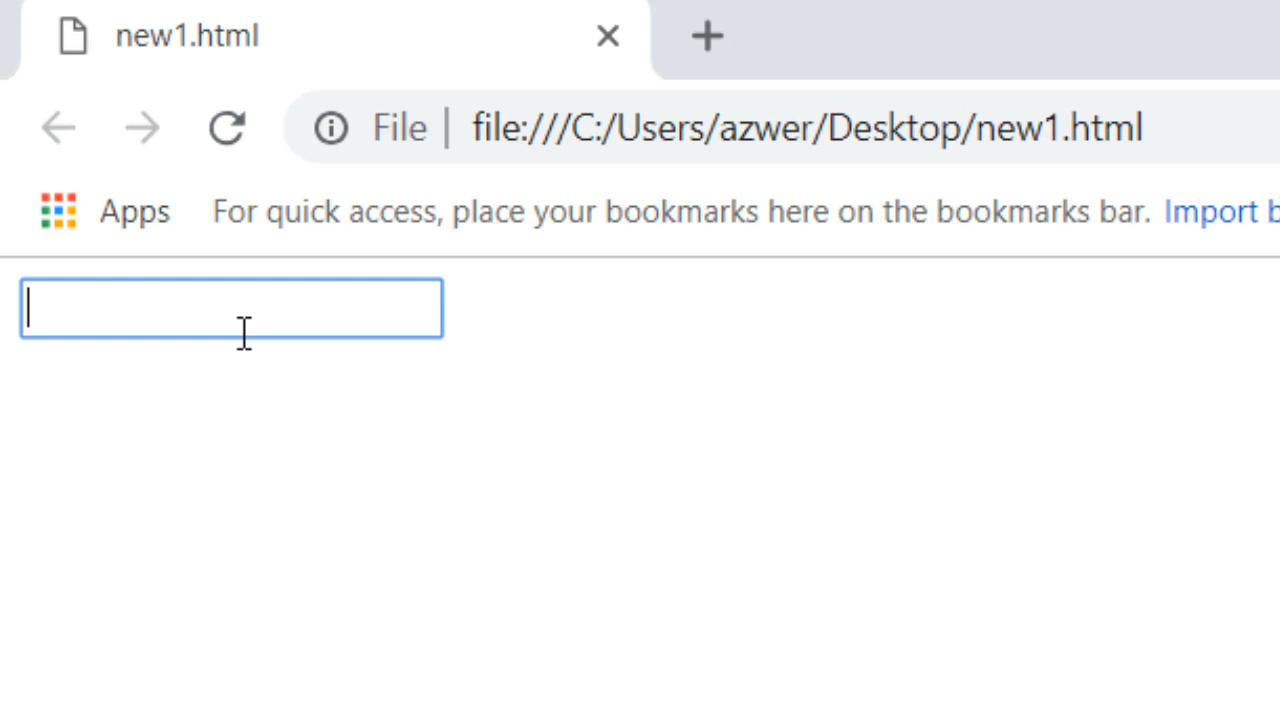 new1.html
File | file:///C:/Users/azwer/Desktop/new1.html
Apps For quick access, place your bookmarks here on the bookmarks bar. Import b